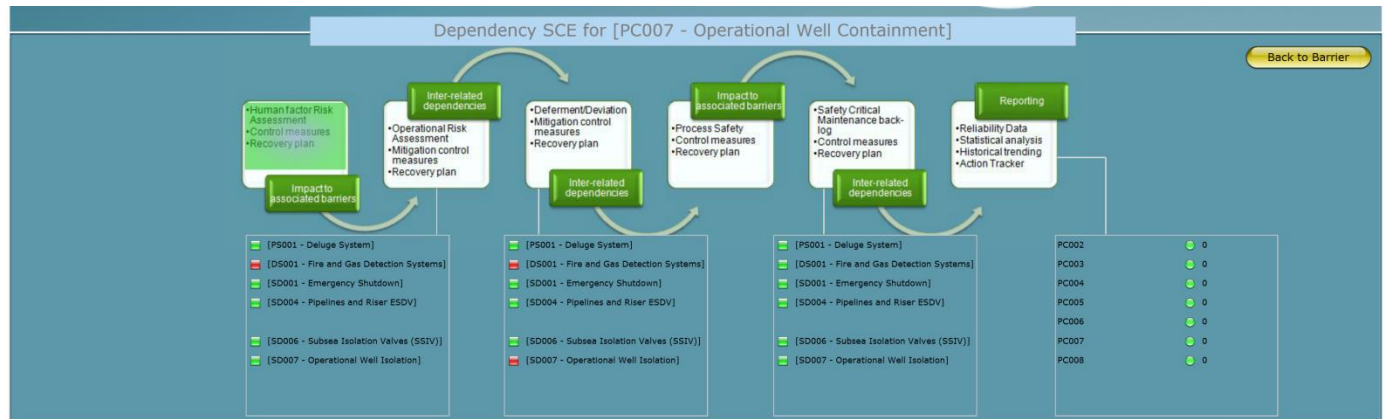 Dependency SCE for [PC007 - Operational Well Containment]
Back to Barrier
•Human factor Risk
Assessment
•Control measures
•Recovery plan
Impact to
associated barriers
Inter-related
dependencies
•Operational Risk
Assessment
•Mitigation control
measures
•Recovery plan
•Deferment/Deviation
•Mitigation control
measures
•Recovery plan
Inter-related
dependencies
Impact to
associated barriers
•Process Safety
•Control measures
•Recovery plan
•Safety Critical
Maintenance back-
log
•Control measures
•Recovery plan
Inter-related
dependencies
Reporting
•Reliability Data
•Statistical analysis
•Historical trending
•Action Tracker
[PS001 - Deluge System]
[DS001 - Fire and Gas Detection Systems]
[SD001 - Emergency Shutdown]
[SD004 - Pipelines and Riser ESDV]
[SD006 - Subsea Isolation Valves (SSIV)]
[SD007 - Operational Well Isolation]
[PS001 - Deluge System]
[DS001 - Fire and Gas Detection Systems]
[SD001 - Emergency Shutdown]
[SD004 - Pipelines and Riser ESDV]
[SD006 - Subsea Isolation Valves (SSIV)]
[SD007 - Operational Well Isolation]
[PS001 - Deluge System]
[DS001 - Fire and Gas Detection Systems]
[SD001 - Emergency Shutdown]
[SD004 - Pipelines and Riser ESDV]
[SD006 - Subsea Isolation Valves (SSIV)]
[SD007 - Operational Well Isolation]
PC002 0
PC003 0
PC004 0
PC005 0
PC006 0
PC007 0
PC008 0